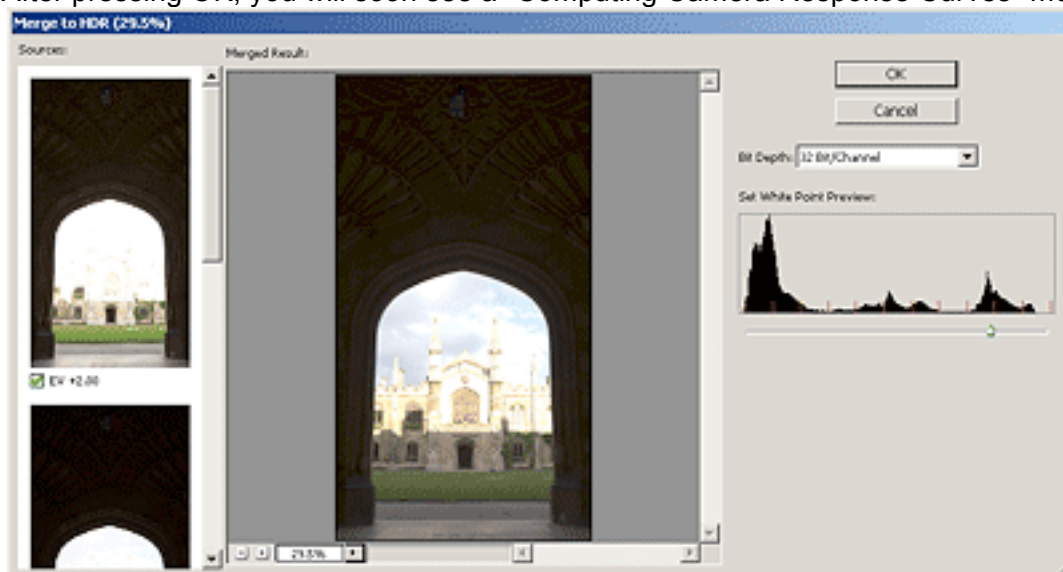 After pressing OK, you will soon see a "Computing Camera Response Curves"
Merge to HDR (29.5%)
Sources:
Merged Result:
OK
Cancel
Bit Depth: 32 Bit/Channel
Set White Point Preview:
EV +2.00
29.5%